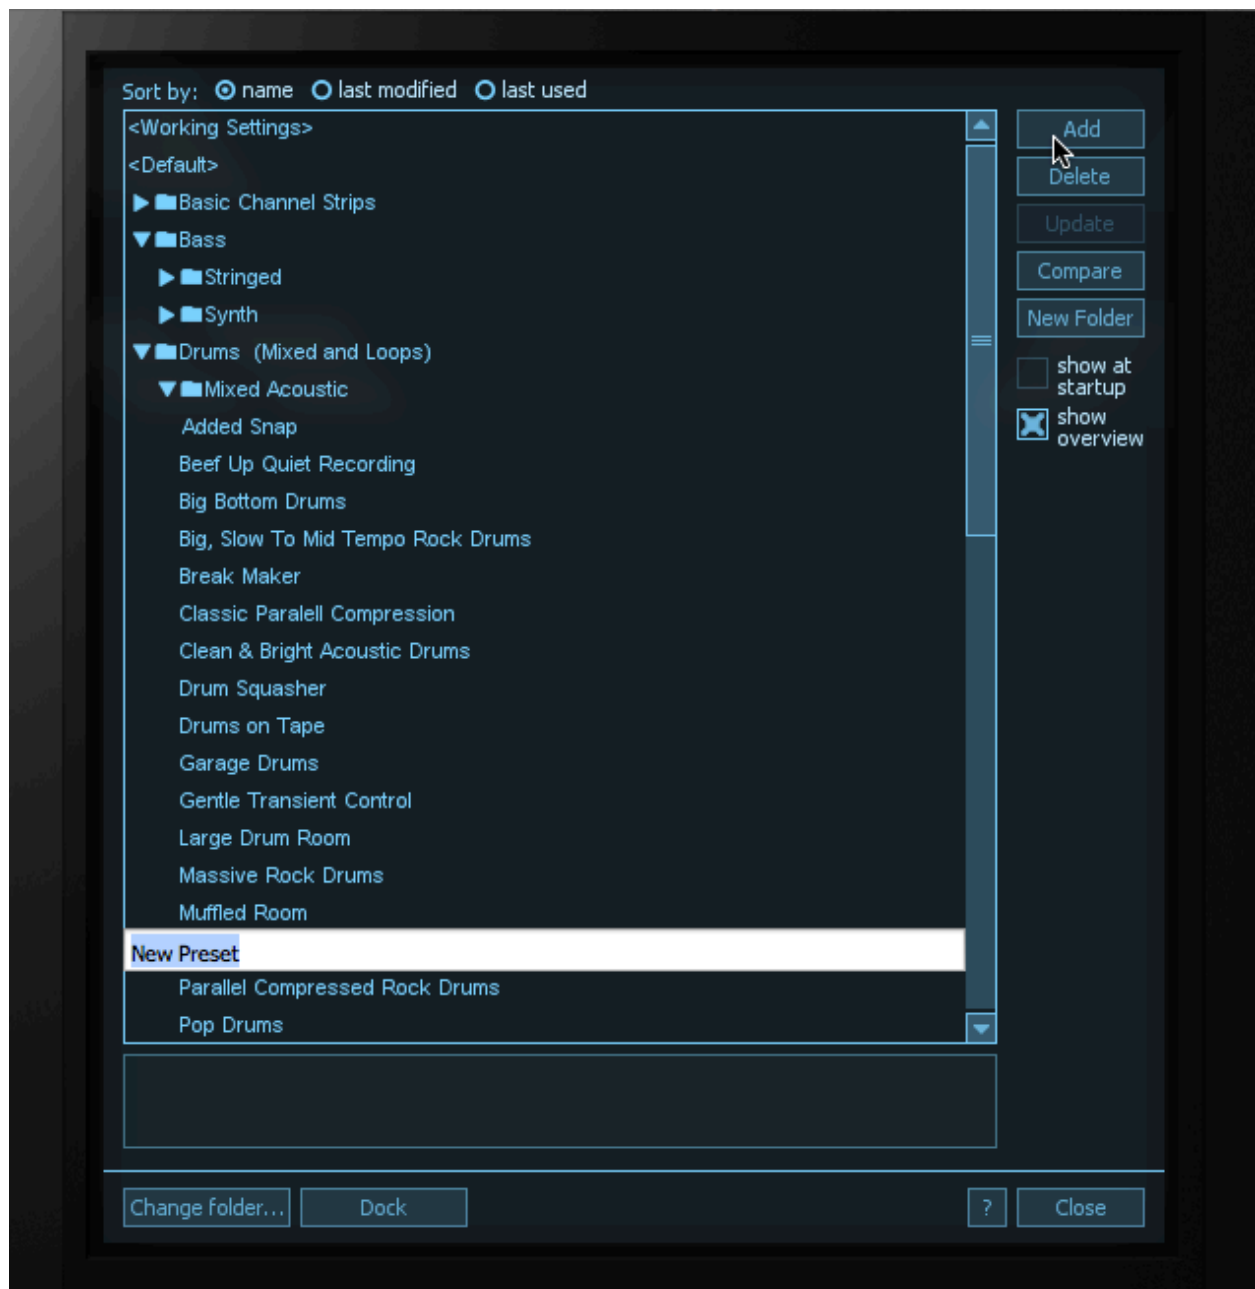 Sort by: name last modified last used
<Working Settings>
<Default>
Basic Channel Strips
Bass
Stringed
Synth
Drums (Mixed and Loops)
Mixed Acoustic
Added Snap
Beef Up Quiet Recording
Big Bottom Drums
Big, Slow To Mid Tempo Rock Drums
Break Maker
Classic Paralell Compression
Clean & Bright Acoustic Drums
Drum Squasher
Drums on Tape
Garage Drums
Gentle Transient Control
Large Drum Room
Massive Rock Drums
Muffled Room
New Preset
Parallel Compressed Rock Drums
Pop Drums
Add
Delete
Update
Compare
New Folder
show at
startup
show
overview
Change folder... Dock ? Close